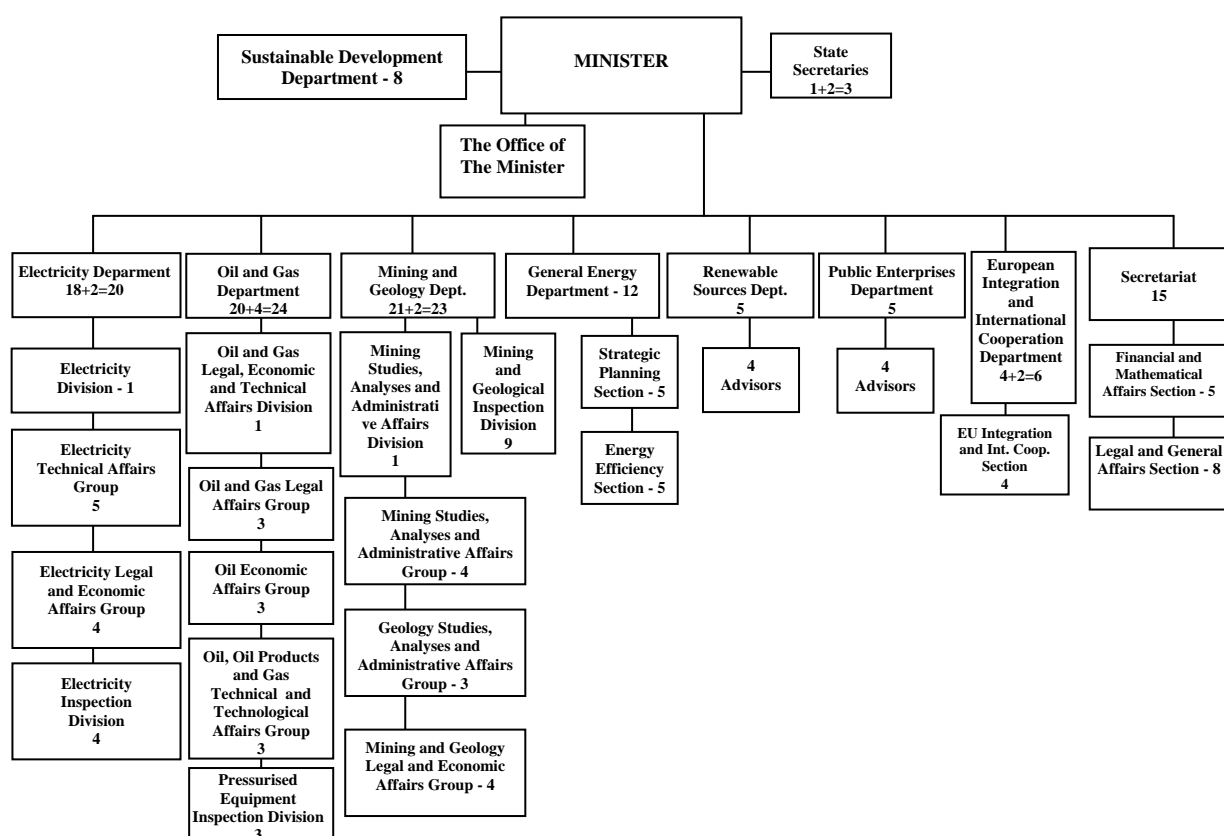 Sustainable Development
Department - 8
MINISTER
State
Secretaries
1+2=3
The Office of
The Minister
Electricity Deparment
18+2=20
Oil and Gas
Department
20+4=24
Mining and
Geology Dept.
21+2=23
General Energy
Department - 12
Renewable
Sources Dept.
5
Public Enterprises
Department
5
European
Integration
and
International
Cooperation
Department
4+2=6
Secretariat
15
Electricity
Division - 1
Electricity
Technical Affairs
Group
5
Electricity Legal
and Economic
Affairs Group
4
Electricity
Inspection
Division
4
Oil and Gas
Legal, Economic
and Technical
Affairs Division
1
Oil and Gas Legal
Affairs Group
3
Oil Economic
Affairs Group
3
Oil, Oil Products
and Gas
Technical and
Technological
Affairs Group
3
Pressurised
Equipment
Inspection Division
3
Mining
Studies,
Analyses and
Administrati
ve Affairs
Division
1
Mining
and
Geological
Inspection
Division
9
Mining Studies,
Analyses and
Administrative Affairs
Group - 4
Geology Studies,
Analyses and
Administrative Affairs
Group - 3
Mining and Geology
Legal and Economic
Affairs Group - 4
Strategic
Planning
Section - 5
Energy
Efficiency
Section - 5
4
Advisors
4
Advisors
EU Integration
and Int. Coop.
Section
4
Financial and
Mathematical
Affairs Section - 5
Legal and General
Affairs Section - 8